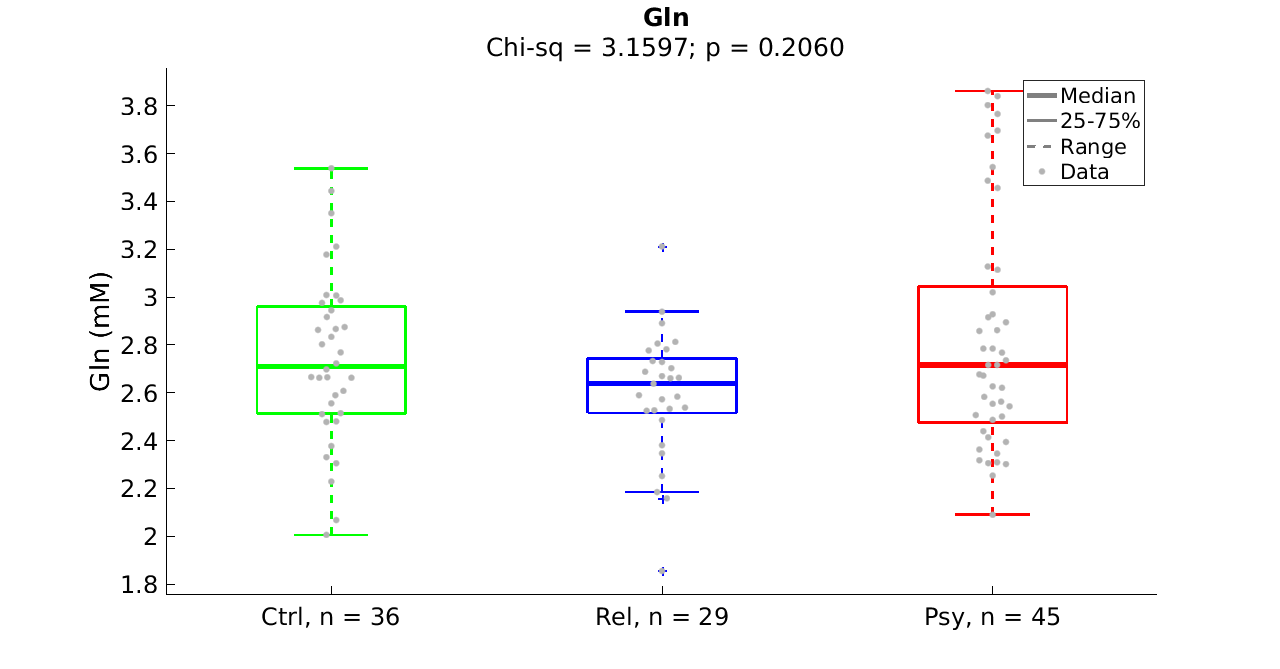 Gln
Chi-sq = 3.1597; p = 0.2060
Gln (mM)
3.8
3.6
3.4
3.2
3
2.8
2.6
2.4
2.2
2
1.8
Median
25-75%
Range
Data
Ctrl, n = 36
Rel, n = 29
Psy, n = 45